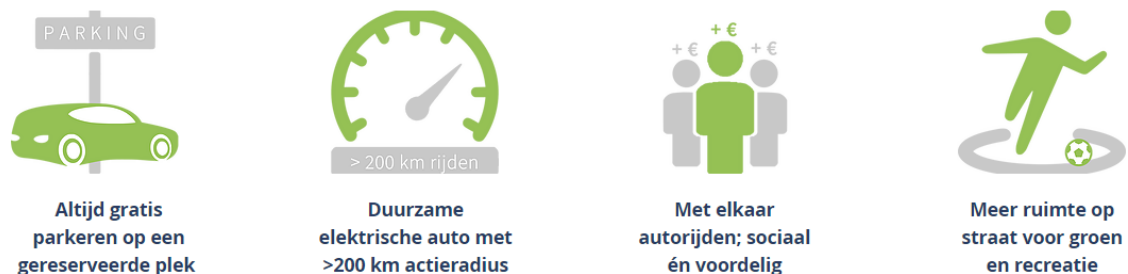 PARKING
Altijd gratis
parkeren op een
gereserveerde plek
> 200 km rijden
Duurzame
elektrische auto met
>200 km actieradius
+ € + € + €
Met elkaar
autorijden; sociaal
én voordelig
Meer ruimte op
straat voor groen
en recreatie